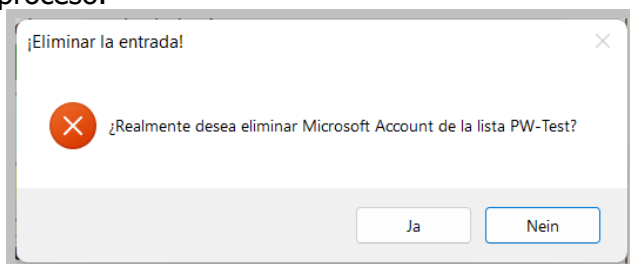 proceso.
¡Eliminar la entrada!
¿Realmente desea eliminar Microsoft Account de la lista PW-Test?
Ja
Nein